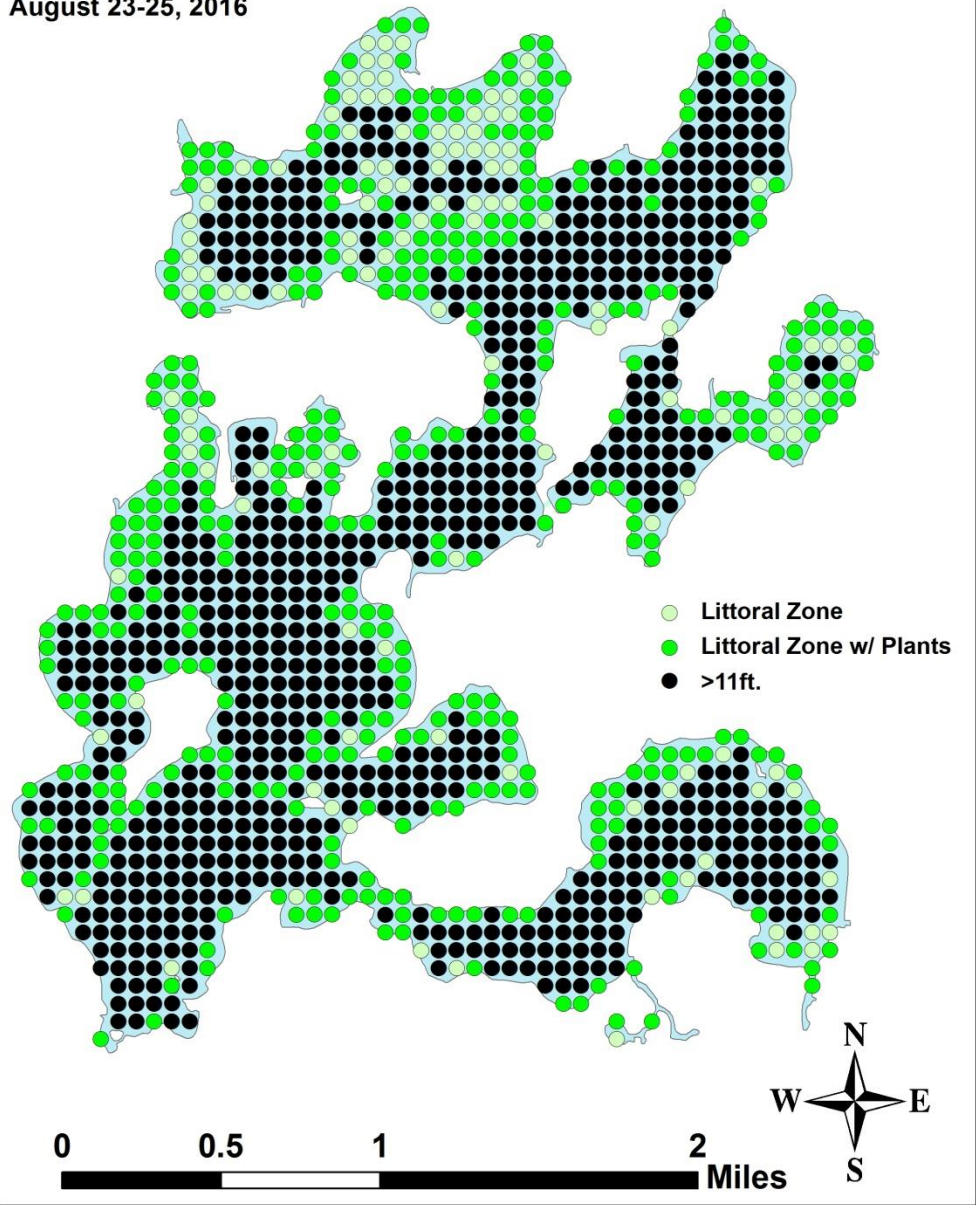 August 23-25, 2016
Littoral Zone
Littoral Zone w/ Plants
>11ft.
N
W E
S
0 0.5 1 2
Miles